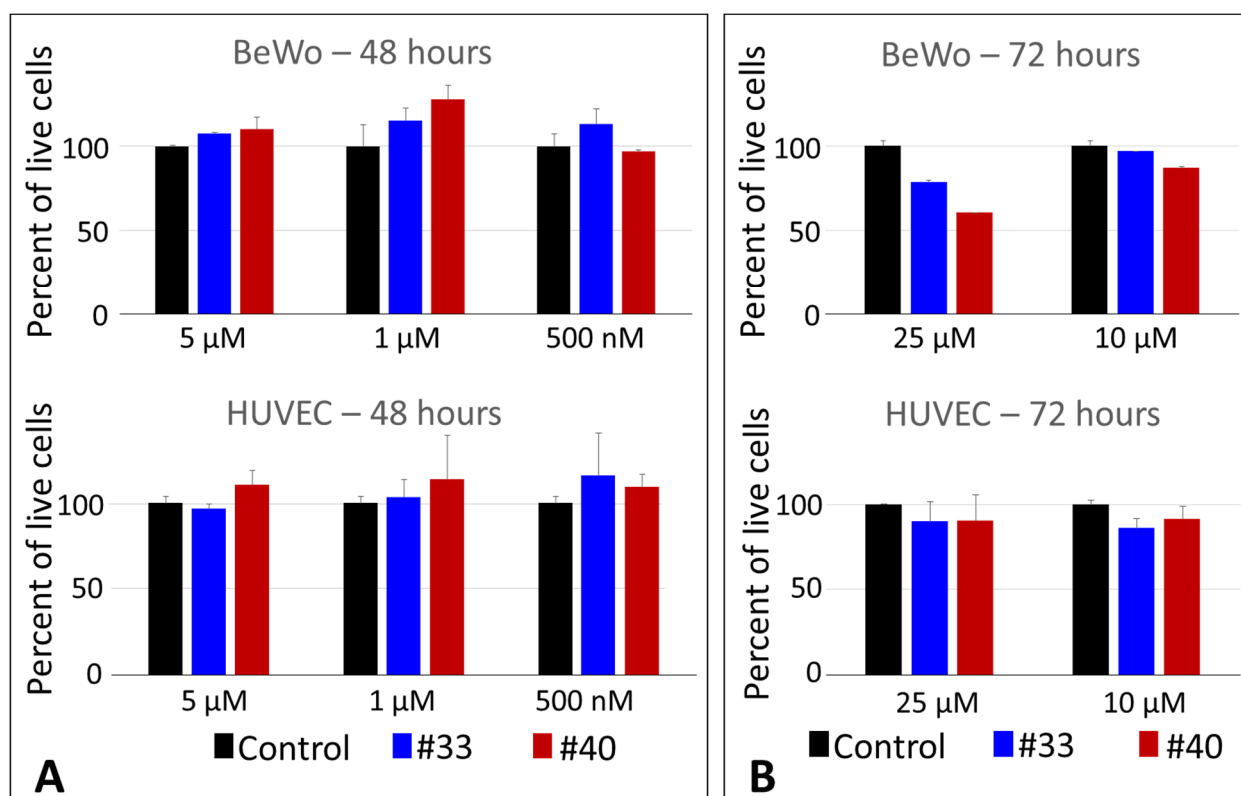 BeWo – 48 hours
Percent of live cells
100
50
0
5 µM 1 µM 500 nM
HUVEC – 48 hours
Percent of live cells
100
50
0
5 µM 1 µM 500 nM
Control #33 #40
A
BeWo – 72 hours
Percent of live cells
100
50
0
25 µM 10 µM
HUVEC – 72 hours
Percent of live cells
100
50
0
25 µM 10 µM
Control #33 #40
B